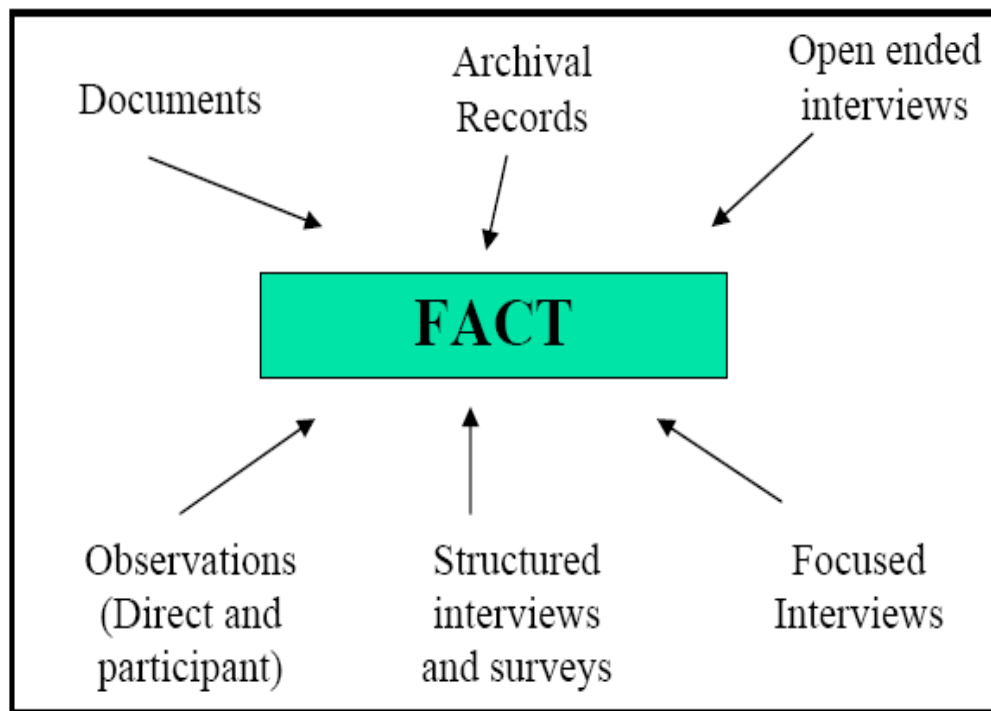 Documents
Archival
Records
Open ended
interviews
FACT
Observations
(Direct and
participant)
Structured
interviews
and surveys
Focused
Interviews